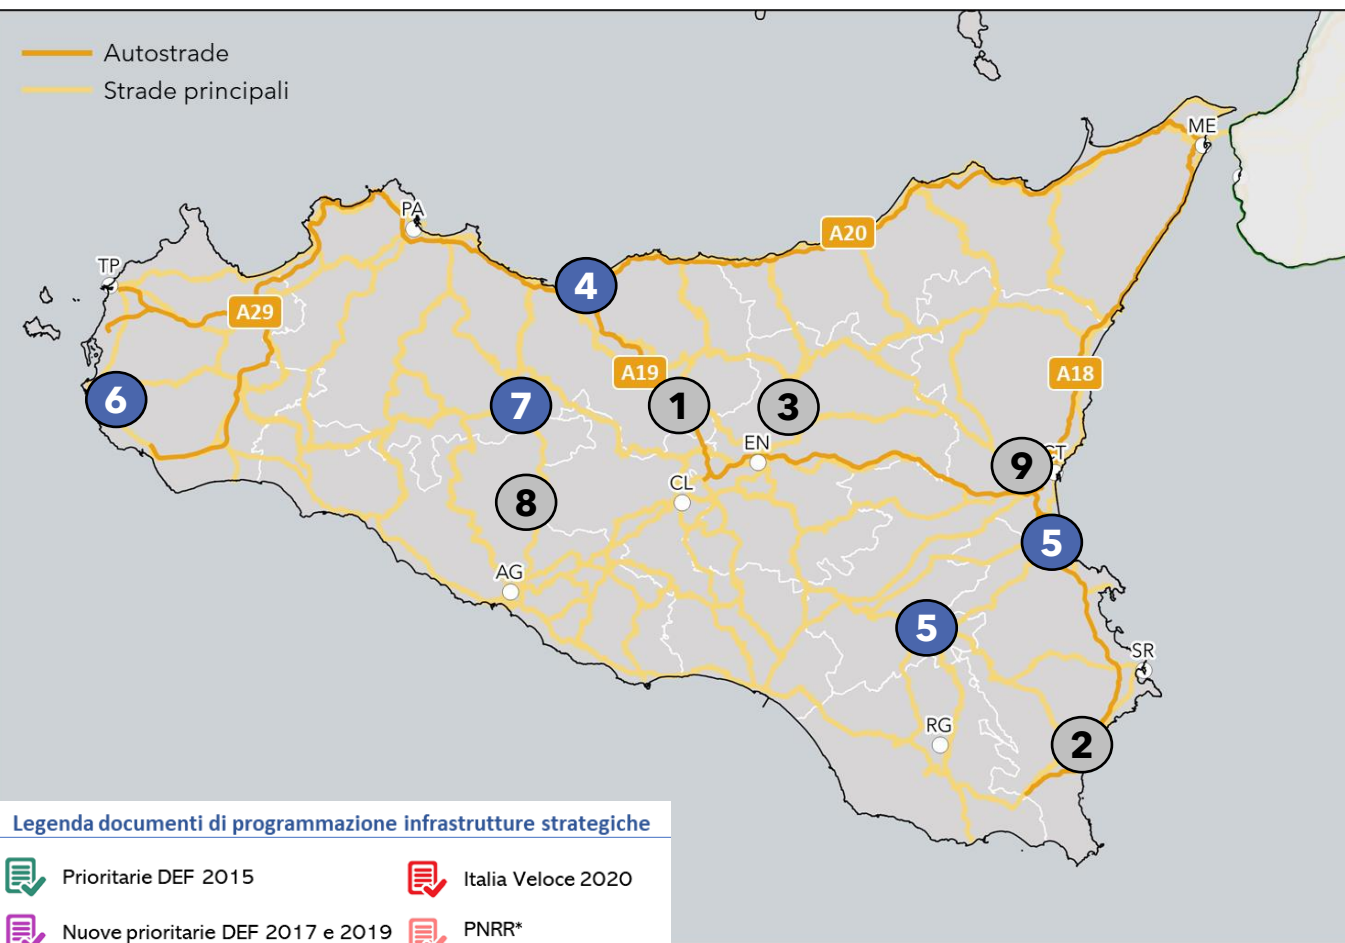 Autostrade
Strade principali
ME
PA
A20
TP
4
A29
A19
A18
6
7
1
3
EN
9
CT
CL
8
5
AG
5
SR
RG
2
Legenda documenti di programmazione infrastrutture strategiche
Prioritarie DEF 2015
Italia Veloce 2020
Nuove prioritarie DEF 2017 e 2019
PNRR*